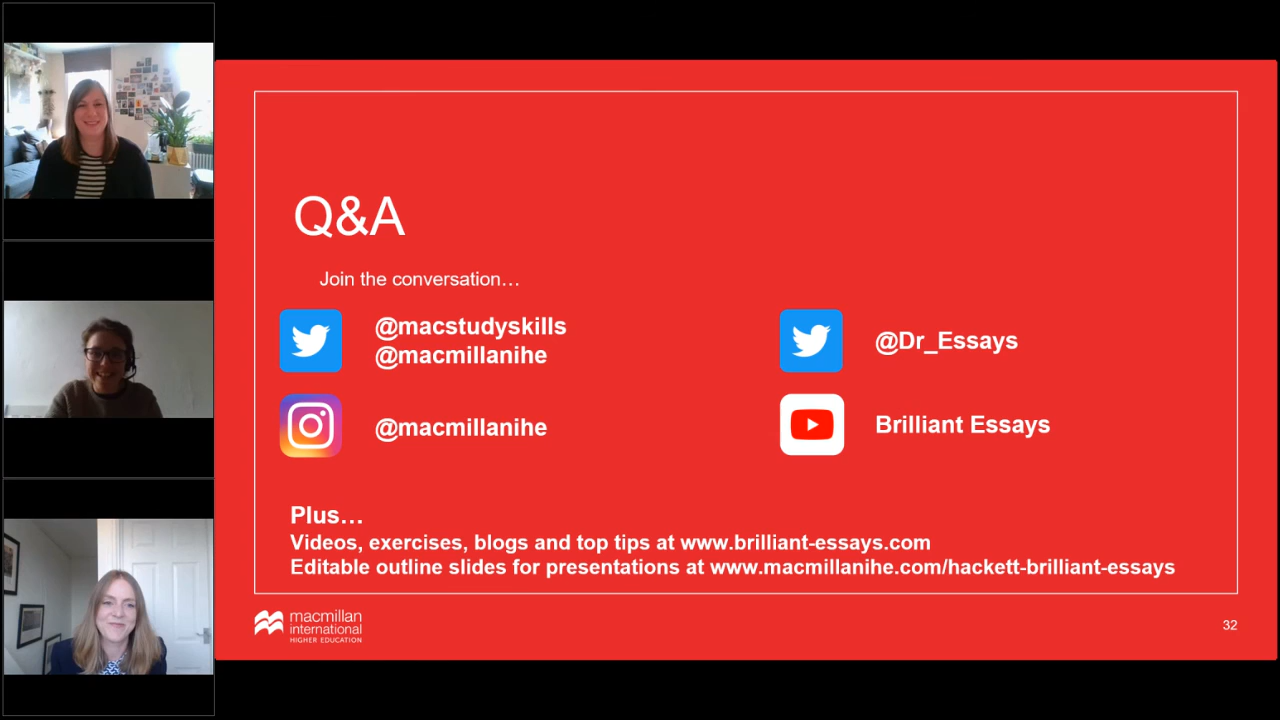 Q&A
Join the conversation…
@macstudyskills
@macmillanihe
@Dr_Essays
@macmillanihe
Brilliant Essays
Plus…
Videos, exercises, blogs and top tips at www.brilliant-essays.com
Editable outline slides for presentations at www.macmillanihe.com/hackett-brilliant-essays
macmillan
international
HIGHER EDUCATION
32